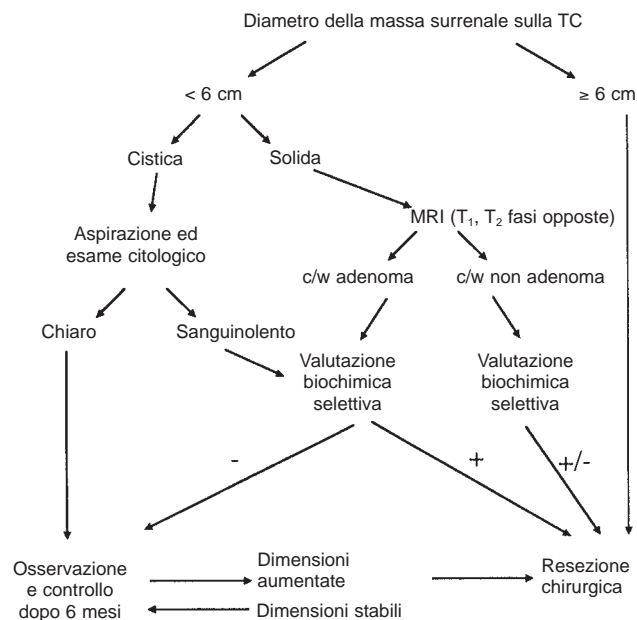 Diametro della massa surrenale sulla TC
< 6 cm
≥ 6 cm
Cistica
Solida
MRI (T1, T2 fasi opposte)
Aspirazione ed
esame citologico
c/w adenoma
c/w non adenoma
Chiaro
Sanguinolento
Valutazione
biochimica
selettiva
Valutazione
biochimica
selettiva
-
+
+/-
Osservazione
e controllo
dopo 6 mesi
Dimensioni
aumentate
Dimensioni stabili
Resezione
chirurgica